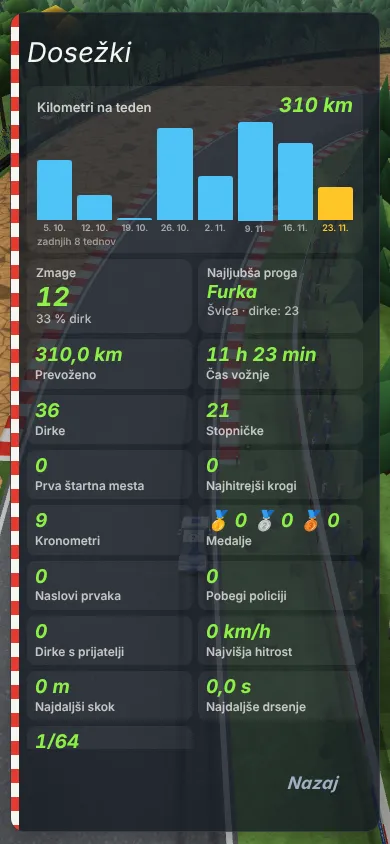 Dosežki
Kilometri na teden 310 km
5. 10. 12. 10. 19. 10. 26. 10. 2. 11. 9. 11. 16. 11. 23. 11.
zadnjih 8 tednov
Zmage
12
33 % dirk
Najljubša proga
Furka
Švica · dirke: 23
310,0 km
Prevoženo
11 h 23 min
Čas vožnje
36
Dirke
21
Stopničke
0
Prva štartna mesta
0
Najhitrejši krogi
9
Kronometri
🥇 0 🥈 0 🥉 0
Medalje
0
Naslovi prvaka
0
Pobegi policiji
0
Dirke s prijatelji
0 km/h
Najvišja hitrost
0 m
Najdaljši skok
0,0 s
Najdaljše drsenje
1/64
Nazaj